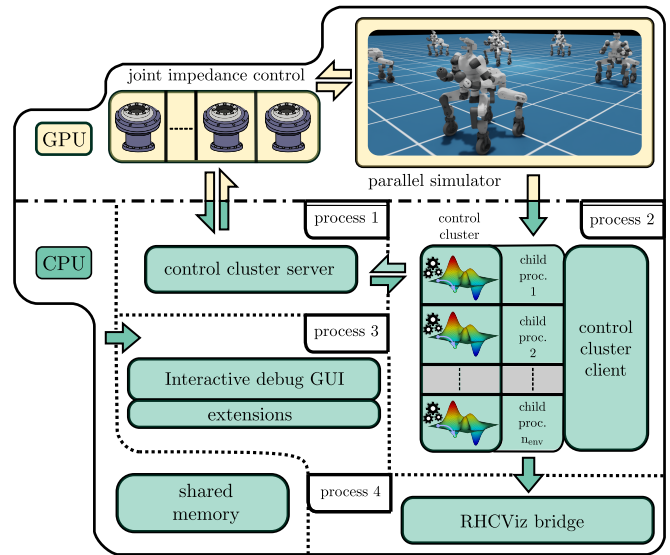 joint impedance control
GPU
parallel simulator
process 1
control
cluster
process 2
CPU
control cluster server
child
proc.
1
process 3
child
proc.
2
control
cluster
client
Interactive debug GUI
extensions
child
proc.
n_env
shared
memory
process 4
RHCViz bridge